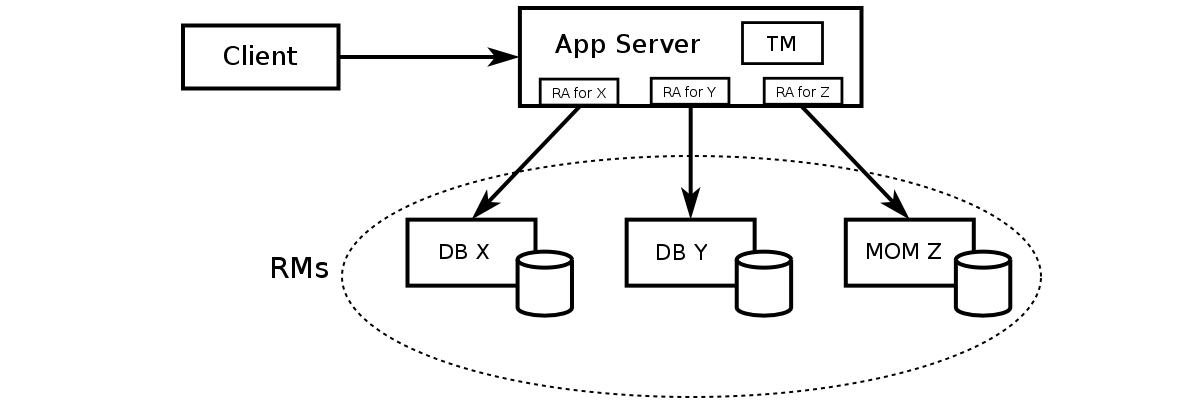 Client
App Server
TM
RA for X
RA for Y
RA for Z
DB X
DB Y
MOM Z
RMs